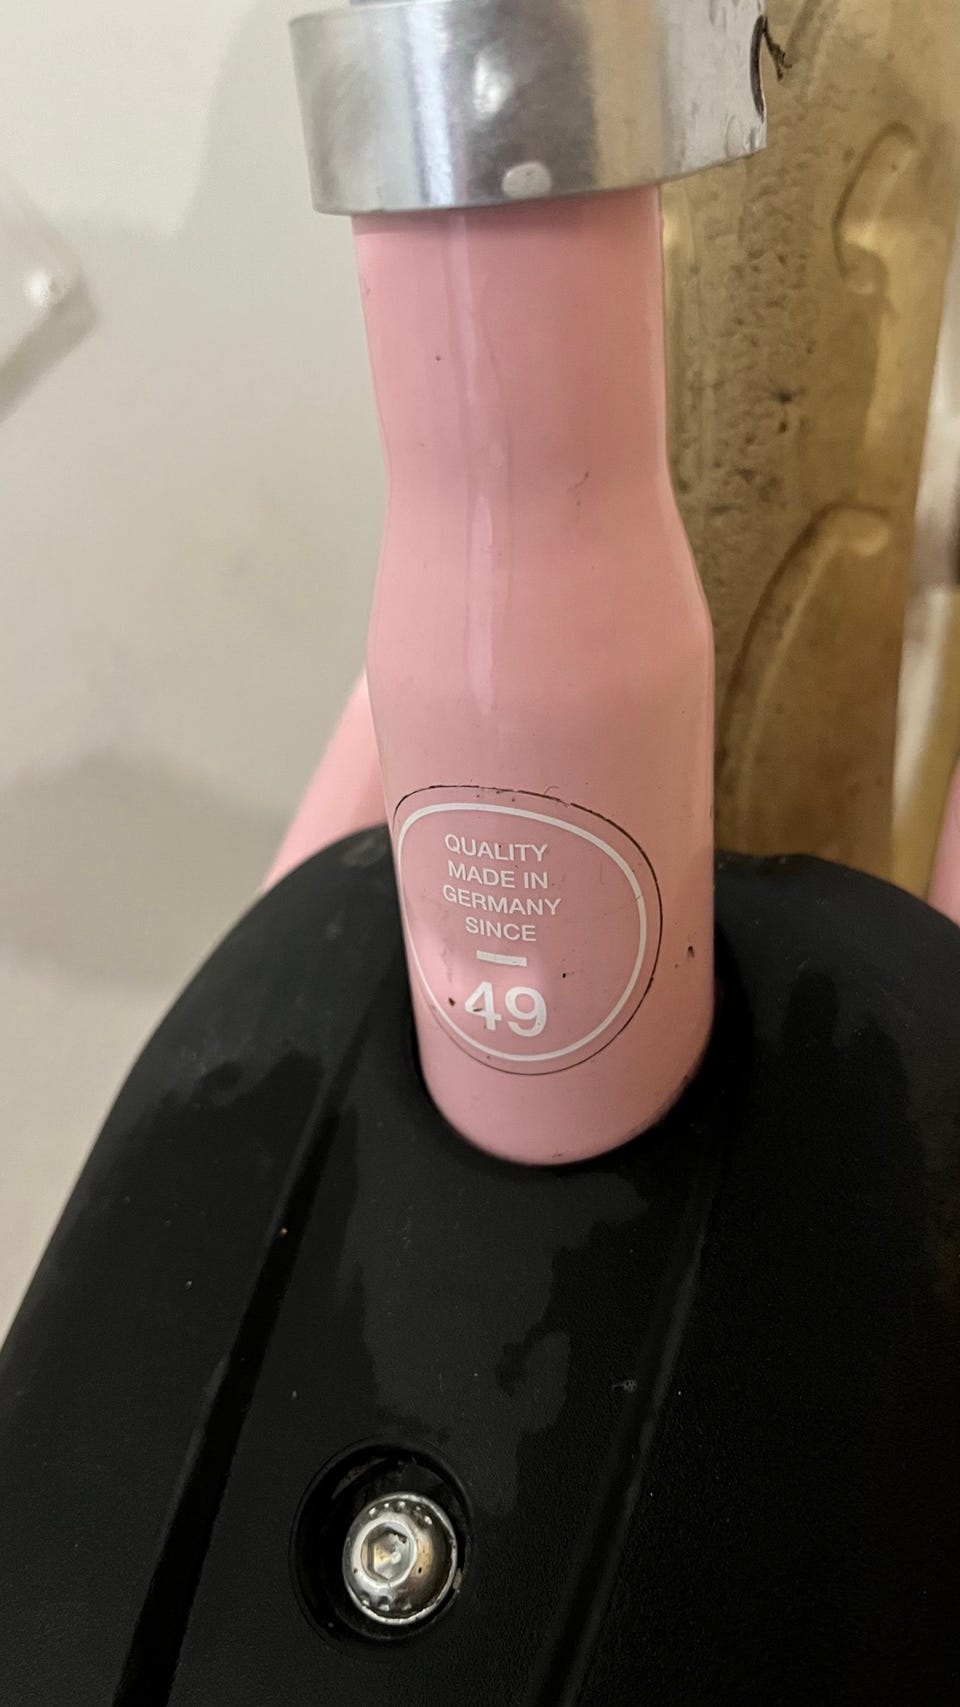 QUALITY
MADE IN
GERMANY
SINCE
49